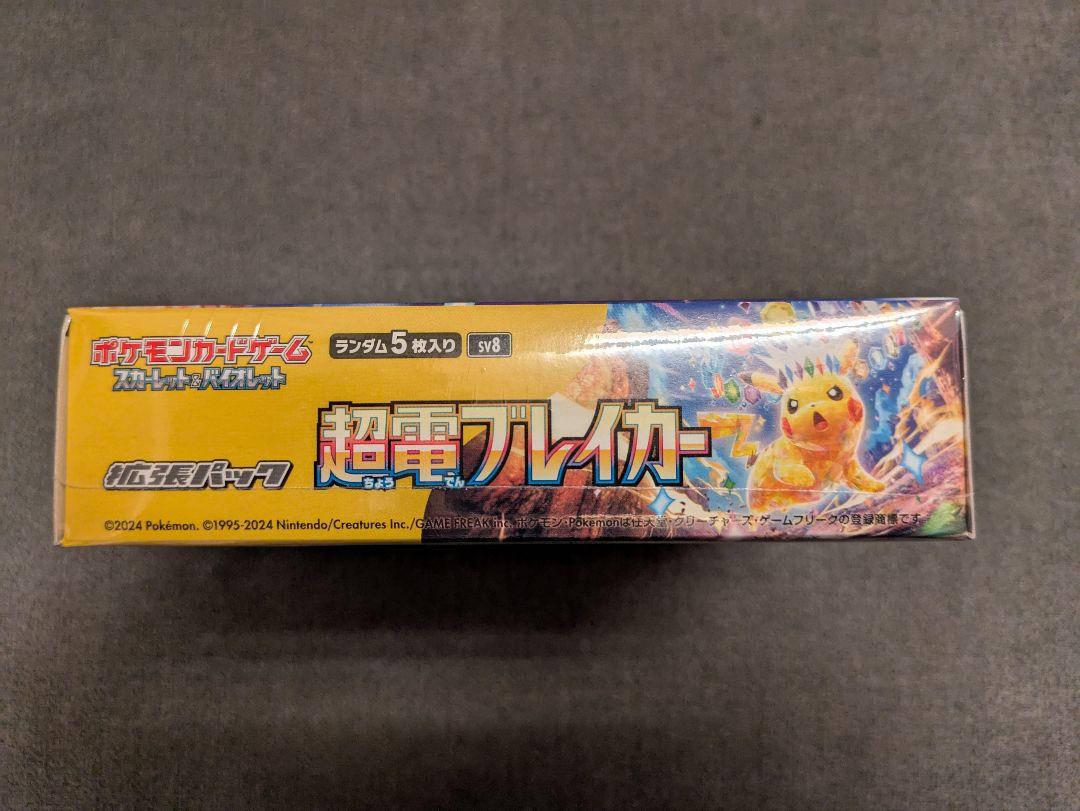 ポケモンカードゲーム
スカーレット&バイオレット
ランダム5枚入り
sv8
超電ブレイカー
ちょう でん
拡張パック
©2024 Pokémon. ©1995-2024 Nintendo/Creatures Inc./GAME FREAK inc. ポケモン・Pokémonは任天堂・クリーチャーズ・ゲームフリークの登録商標です。